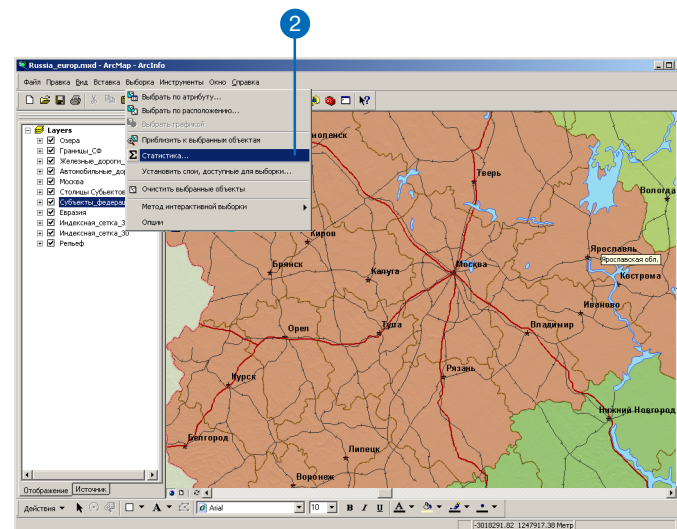 2
Russia_europ.mxd - ArcMap - ArcInfo
Файл Правка Вид Вставка Выборка Инструменты Окно Справка
Выбрать по атрибуту...
Выбрать по расположению...
Выбрать графикой
Приблизить к выбранным объектам
Статистика...
Установить слои, доступные для выборки...
Очистить выбранные объекты
Метод интерактивной выборки
Опции
Layers
Озера
Границы_СФ
Железные_дороги_
Автомобильные_до
Москва
Столицы Субъектов
Субъекты_федерац
Евразия
Индексная_сетка_3
Индексная_сетка_30
Рельеф
моленск
Тверь
Вологда
Киров
Ярославль
Ярославская обл.
Брянск
Калуга
Москва
Кострома
Иваново
Орел
Тула
Владимир
Курск
Рязань
Нижний Новгород
Белгород
Липецк
Воронеж
Отображение Источник
Действия
A
Arial
10
B I U A
-3018291.82 1247917.38 Метр